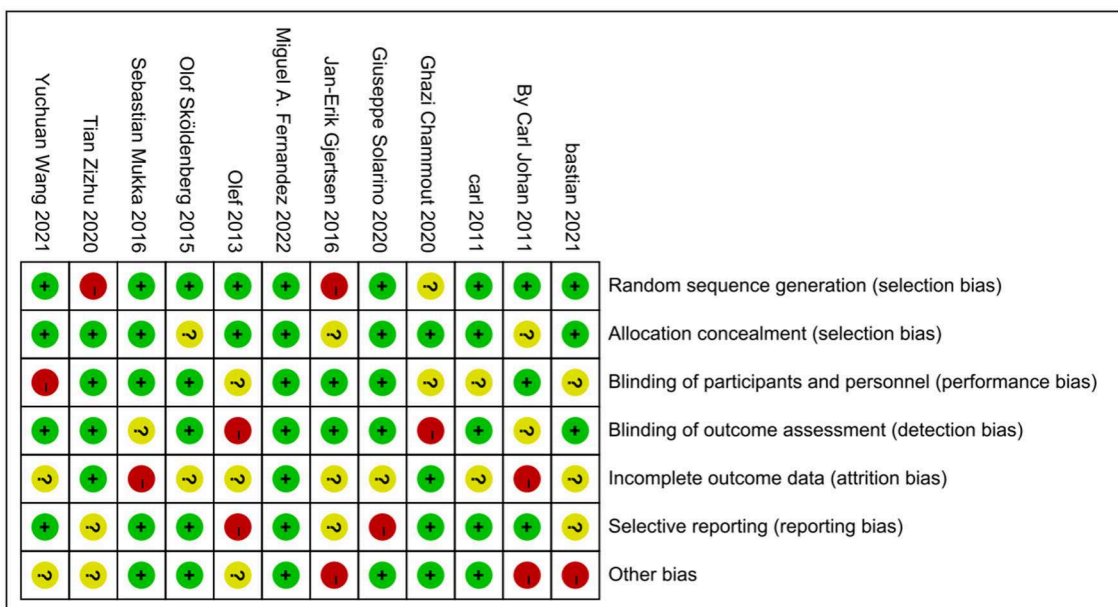 Yuchuan Wang 2021
Tian Zizhu 2020
Sebastian Mukka 2016
Olof Sköldenberg 2015
Olef 2013
Miguel A. Fernandez 2022
Jan-Erik Gjertsen 2016
Giuseppe Solarino 2020
Ghazi Chammout 2020
carl 2011
By Carl Johan 2011
bastian 2021
+ - + + + + - + ? + + + Random sequence generation (selection bias)
+ + + ? + + ? + + + ? + Allocation concealment (selection bias)
- + + + ? + + + ? ? + ? Blinding of participants and personnel (performance bias)
+ + ? + - + + + - + ? + Blinding of outcome assessment (detection bias)
? + - ? ? + ? ? + ? - ? Incomplete outcome data (attrition bias)
+ ? + + - + ? - + + + ? Selective reporting (reporting bias)
? ? + + ? + - + + + - - Other bias